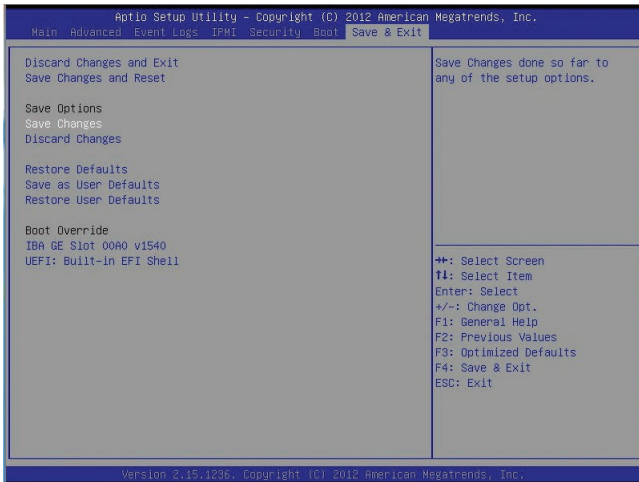 Aptio Setup Utility – Copyright (C) 2012 American Megatrends, Inc.
Main Advanced Event Logs IPMI Security Boot Save & Exit
Discard Changes and Exit
Save Changes and Reset
Save Options
Save Changes
Discard Changes
Restore Defaults
Save as User Defaults
Restore User Defaults
Boot Override
IBA GE Slot 00A0 v1540
UEFI: Built-in EFI Shell
Save Changes done so far to
any of the setup options.
→←: Select Screen
↑↓: Select Item
Enter: Select
+/-: Change Opt.
F1: General Help
F2: Previous Values
F3: Optimized Defaults
F4: Save & Exit
ESC: Exit
Version 2.15.1236. Copyright (C) 2012 American Megatrends, Inc.